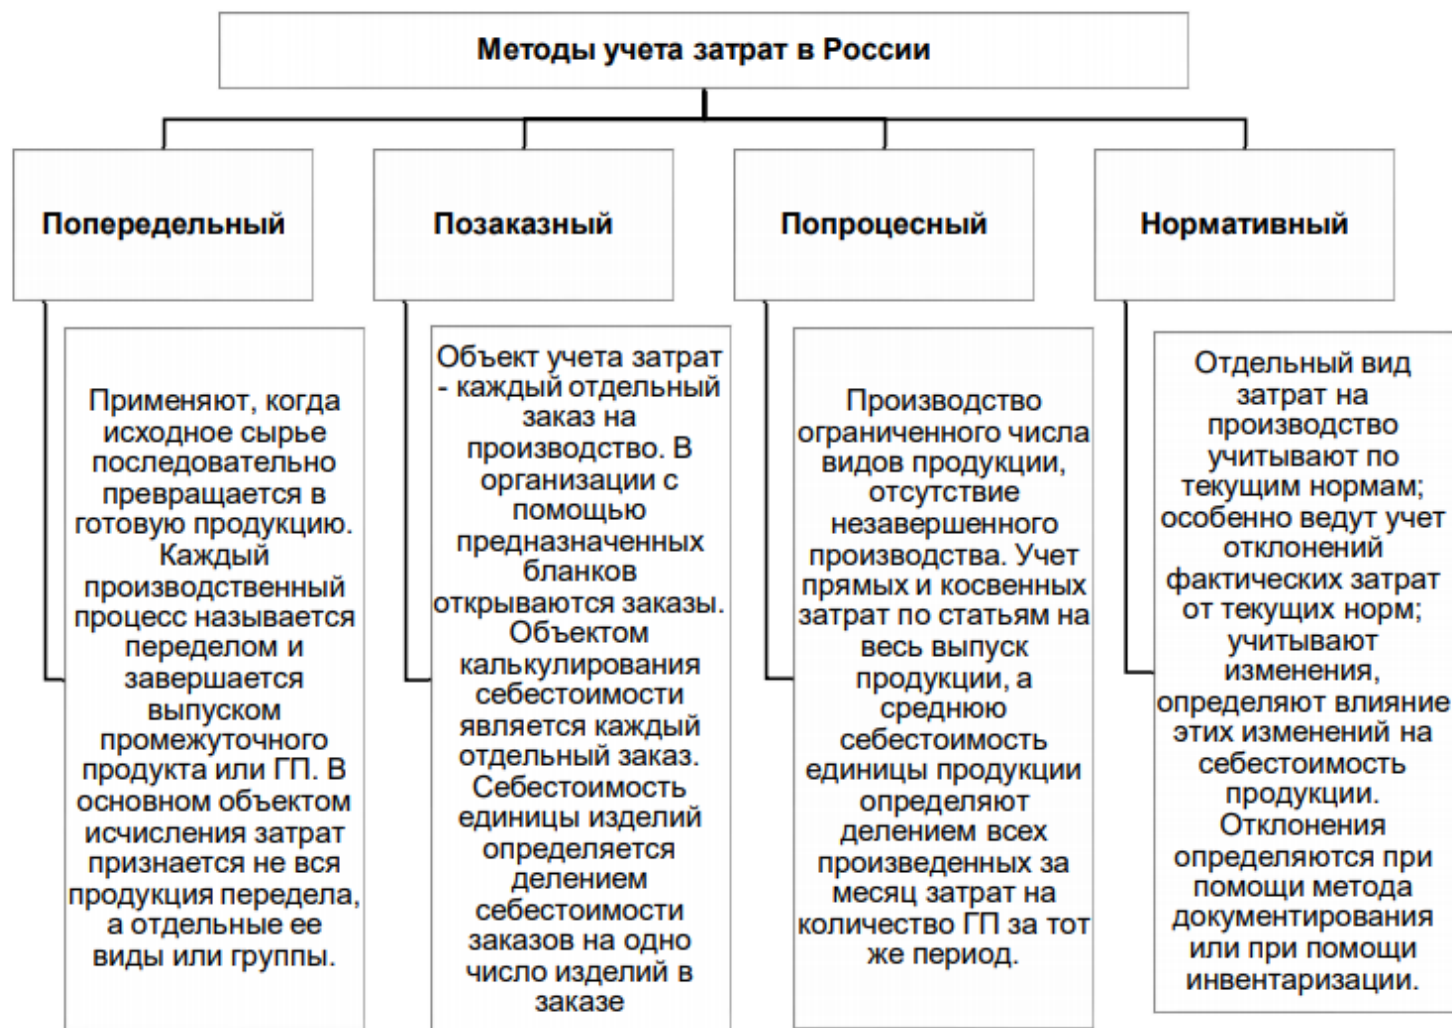 Методы учета затрат в России
Попередельный
Позаказный
Попроцесный
Нормативный
Применяют, когда
исходное сырье
последовательно
превращается в
готовую продукцию.
Каждый
производственный
процесс называется
переделом и
завершается
выпуском
промежуточного
продукта или ГП. В
основном объектом
исчисления затрат
признается не вся
продукция передела,
а отдельные ее
виды или группы.
Объект учета затрат
- каждый отдельный
заказ на
производство. В
организации с
помощью
предназначенных
бланков
открываются заказы.
Объектом
калькулирования
себестоимости
является каждый
отдельный заказ.
Себестоимость
единицы изделий
определяется
делением
себестоимости
заказов на одно
число изделий в
заказе
Производство
ограниченного числа
видов продукции,
отсутствие
незавершенного
производства. Учет
прямых и косвенных
затрат по статьям на
весь выпуск
продукции, а
среднюю
себестоимость
единицы продукции
определяют
делением всех
произведенных за
месяц затрат на
количество ГП за тот
же период.
Отдельный вид
затрат на
производство
учитывают по
текущим нормам;
особенно ведут учет
отклонений
фактических затрат
от текущих норм;
учитывают
изменения,
определяют влияние
этих изменений на
себестоимость
продукции.
Отклонения
определяются при
помощи метода
документирования
или при помощи
инвентаризации.